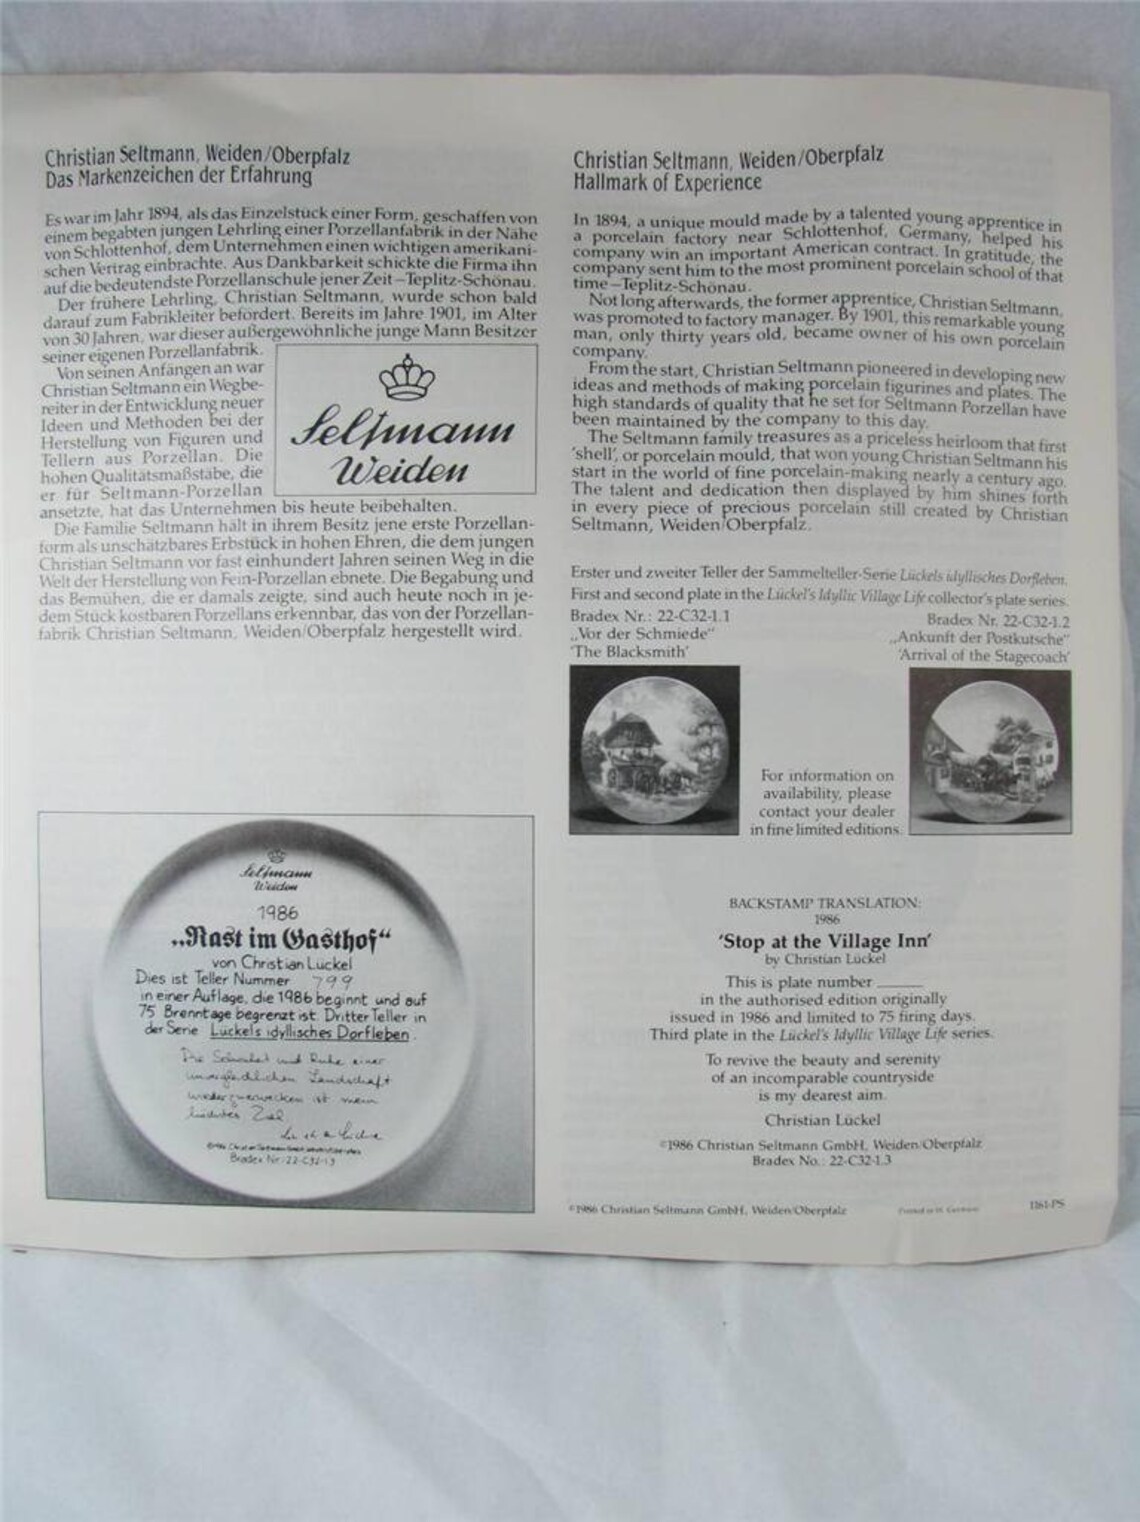 Christian Seltmann, Weiden/Oberpfalz
Das Markenzeichen der Erfahrung
Es war im Jahr 1894, als das Einzelstück einer Form, geschaffen von
einem begabten jungen Lehrling einer Porzellanfabrik in der Nähe
von Schlottenhof, dem Unternehmen einen wichtigen amerikani-
schen Vertrag einbrachte. Aus Dankbarkeit schickte die Firma ihn
auf die bedeutendste Porzellanschule jener Zeit – Teplitz-Schönau.
Der frühere Lehrling, Christian Seltmann, wurde schon bald
darauf zum Fabrikleiter befördert. Bereits im Jahre 1901, im Alter
von 30 Jahren, war dieser außergewöhnliche junge Mann Besitzer
seiner eigenen Porzellanfabrik.
Von seinen Anfängen an war
Christian Seltmann ein Wegbe-
reiter in der Entwicklung neuer
Ideen und Methoden bei der
Herstellung von Figuren und
Tellern aus Porzellan. Die
hohen Qualitätsmaßstäbe, die
er für Seltmann-Porzellan
ansetzte, hat das Unternehmen bis heute beibehalten.
Die Familie Seltmann hält in ihrem Besitz jene erste Porzellan-
form als unschätzbares Erbstück in hohen Ehren, die dem jungen
Christian Seltmann vor fast einhundert Jahren seinen Weg in die
Welt der Herstellung von Fein-Porzellan ebnete. Die Begabung und
das Bemühen, die er damals zeigte, sind auch heute noch in je-
dem Stück kostbaren Porzellans erkennbar, das von der Porzellan-
fabrik Christian Seltmann, Weiden/Oberpfalz hergestellt wird.
Seltmann
Weiden
Seltmann
Weiden
1986
„Rast im Gasthof“
von Christian Lückel
Dies ist Teller Nummer 799
in einer Auflage, die 1986 beginnt und auf
75 Brenntage begrenzt ist. Dritter Teller in
der Serie Lückels idyllisches Dorfleben.
Die Schönheit und Ruhe einer
unvergleichlichen Landschaft
wiederzuerwecken ist mein
liebstes Ziel
Bradex Nr: 22-C32-1.3
Christian Seltmann, Weiden/Oberpfalz
Hallmark of Experience
In 1894, a unique mould made by a talented young apprentice in
a porcelain factory near Schlottenhof, Germany, helped his
company win an important American contract. In gratitude, the
company sent him to the most prominent porcelain school of that
time – Teplitz-Schönau.
Not long afterwards, the former apprentice, Christian Seltmann,
was promoted to factory manager. By 1901, this remarkable young
man, only thirty years old, became owner of his own porcelain
company.
From the start, Christian Seltmann pioneered in developing new
ideas and methods of making porcelain figurines and plates. The
high standards of quality that he set for Seltmann Porzellan have
been maintained by the company to this day.
The Seltmann family treasures as a priceless heirloom that first
'shell', or porcelain mould, that won young Christian Seltmann his
start in the world of fine porcelain-making nearly a century ago.
The talent and dedication then displayed by him shines forth
in every piece of precious porcelain still created by Christian
Seltmann, Weiden/Oberpfalz.
Erster und zweiter Teller der Sammelteller-Serie Lückels idyllisches Dorfleben.
First and second plate in the Lückel's Idyllic Village Life collector's plate series.
Bradex Nr.: 22-C32-1.1
„Vor der Schmiede“
'The Blacksmith'
Bradex Nr. 22-C32-1.2
„Ankunft der Postkutsche“
'Arrival of the Stagecoach'
For information on
availability, please
contact your dealer
in fine limited editions.
BACKSTAMP TRANSLATION:
1986
'Stop at the Village Inn'
by Christian Lückel
This is plate number ______
in the authorised edition originally
issued in 1986 and limited to 75 firing days.
Third plate in the Lückel's Idyllic Village Life series.
To revive the beauty and serenity
of an incomparable countryside
is my dearest aim.
Christian Lückel
©1986 Christian Seltmann GmbH, Weiden/Oberpfalz
Bradex No.: 22-C32-1.3
©1986 Christian Seltmann GmbH, Weiden/Oberpfalz
Printed in W. Germany
1161-PS